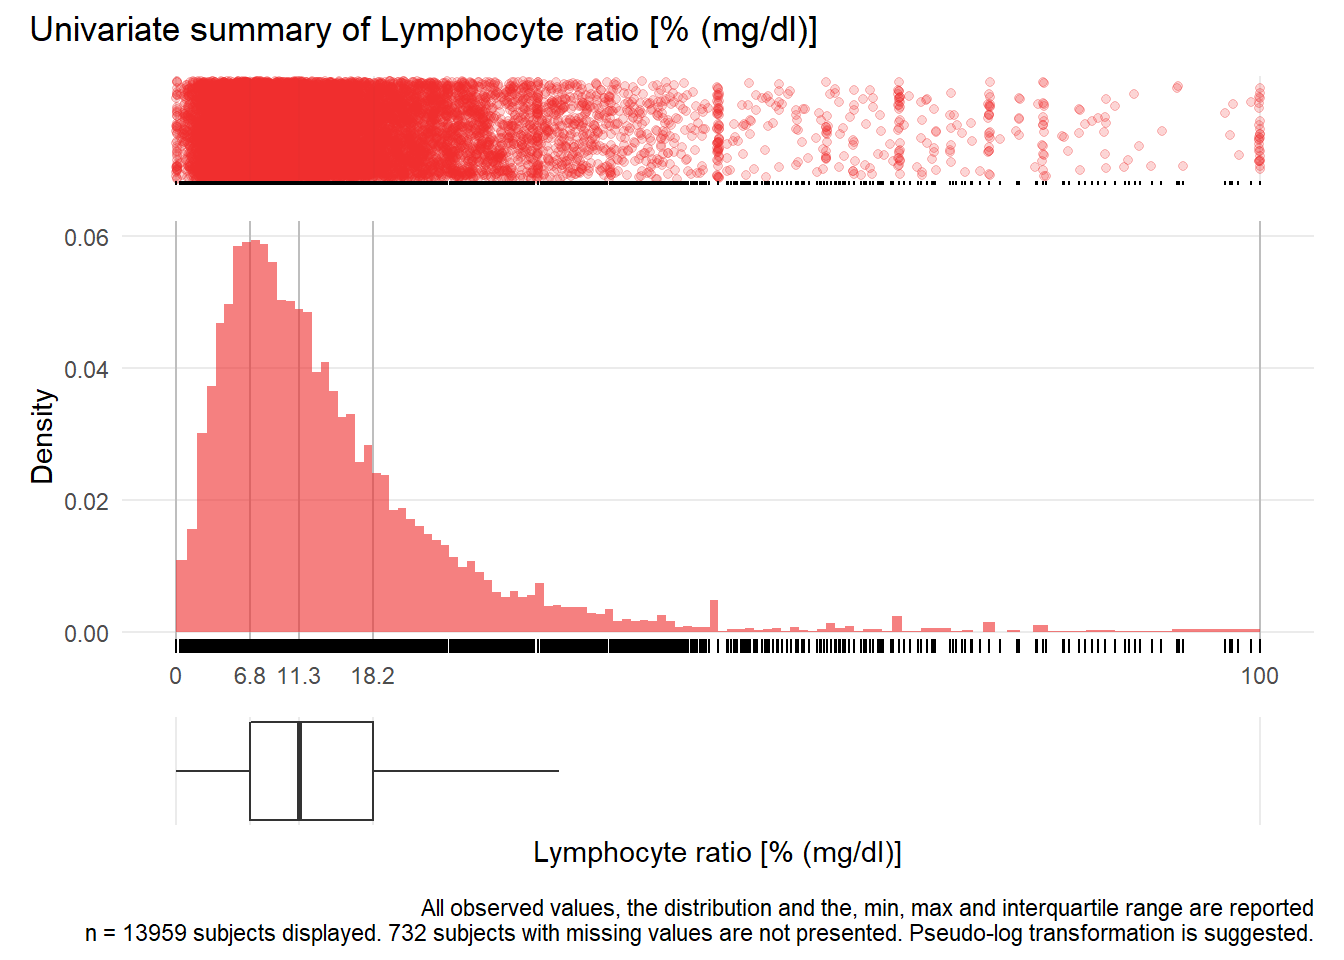 Univariate summary of Lymphocyte ratio [% (mg/dl)]
0.06
0.04
0.02
0.00
Density
0 6.8 11.3 18.2 100
Lymphocyte ratio [% (mg/dl)]
All observed values, the distribution and the, min, max and interquartile range are reported
n = 13959 subjects displayed. 732 subjects with missing values are not presented. Pseudo-log transformation is suggested.